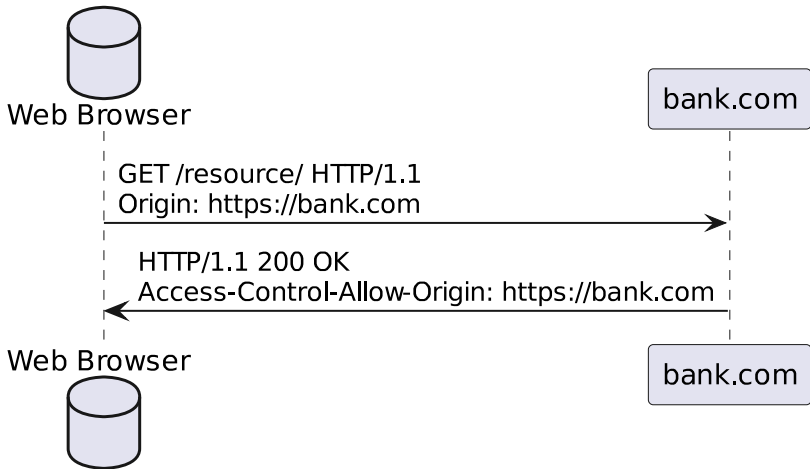 Web Browser
bank.com
GET /resource/ HTTP/1.1
Origin: https://bank.com
HTTP/1.1 200 OK
Access-Control-Allow-Origin: https://bank.com
Web Browser
bank.com